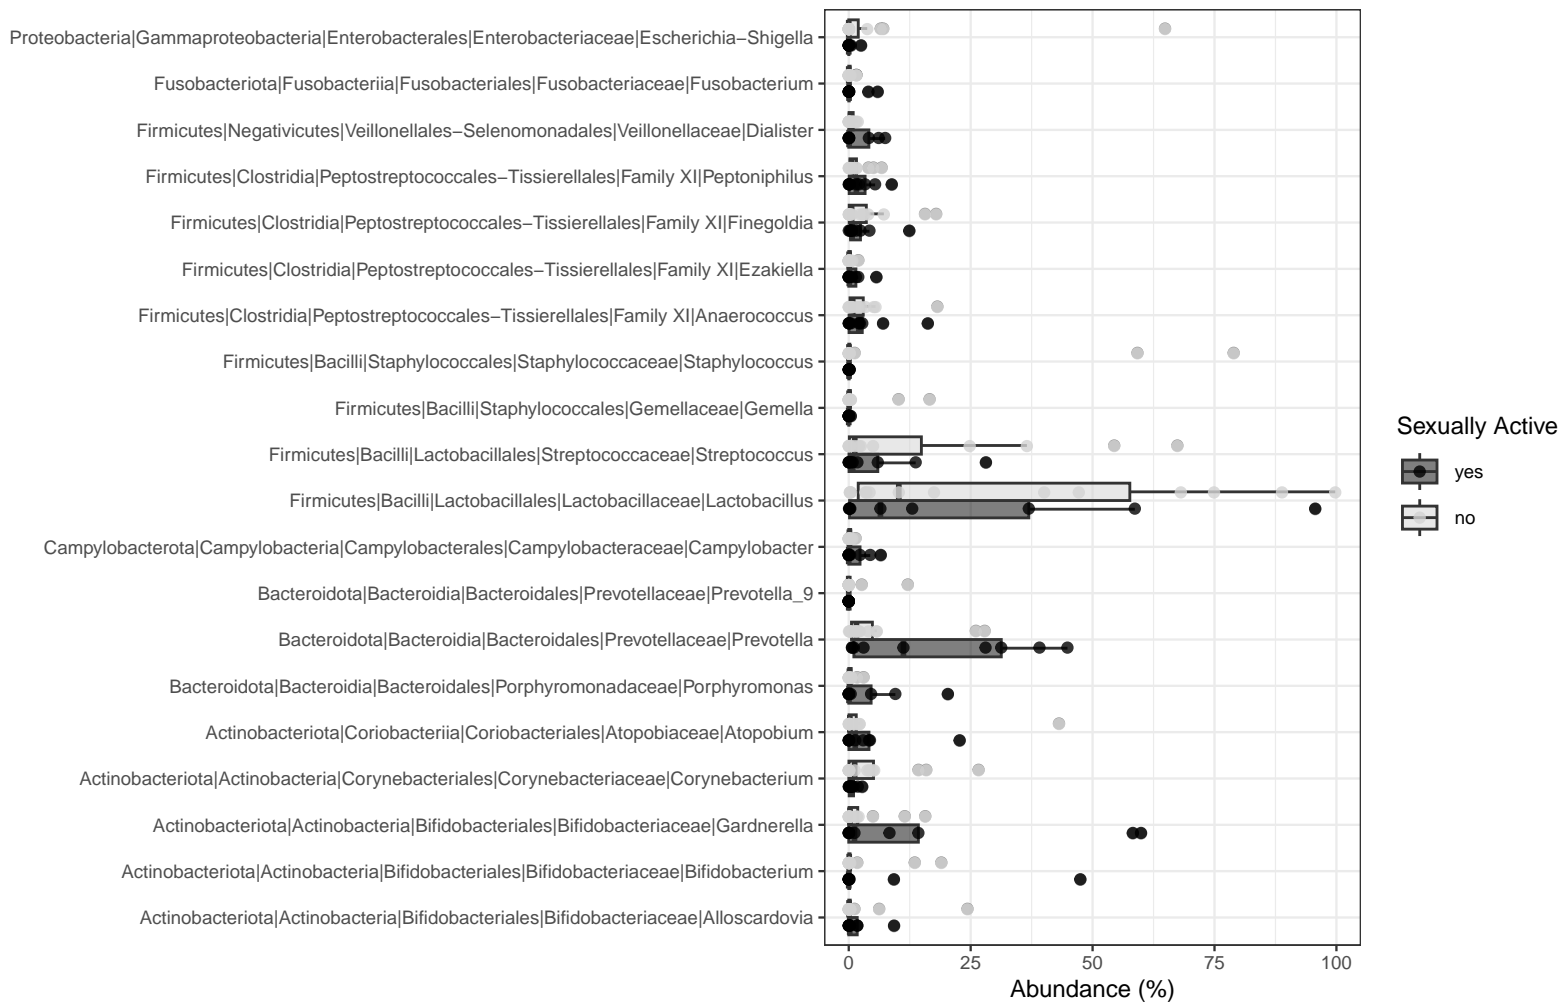 Proteobacteria|Gammaproteobacteria|Enterobacterales|Enterobacteriaceae|Escherichia−Shigella
Fusobacteriota|Fusobacteriia|Fusobacteriales|Fusobacteriaceae|Fusobacterium
Firmicutes|Negativicutes|Veillonellales−Selenomonadales|Veillonellaceae|Dialister
Firmicutes|Clostridia|Peptostreptococcales−Tissierellales|Family XI|Peptoniphilus
Firmicutes|Clostridia|Peptostreptococcales−Tissierellales|Family XI|Finegoldia
Firmicutes|Clostridia|Peptostreptococcales−Tissierellales|Family XI|Ezakiella
Firmicutes|Clostridia|Peptostreptococcales−Tissierellales|Family XI|Anaerococcus
Firmicutes|Bacilli|Staphylococcales|Staphylococcaceae|Staphylococcus
Firmicutes|Bacilli|Staphylococcales|Gemellaceae|Gemella
Firmicutes|Bacilli|Lactobacillales|Streptococcaceae|Streptococcus
Firmicutes|Bacilli|Lactobacillales|Lactobacillaceae|Lactobacillus
Campylobacterota|Campylobacteria|Campylobacterales|Campylobacteraceae|Campylobacter
Bacteroidota|Bacteroidia|Bacteroidales|Prevotellaceae|Prevotella_9
Bacteroidota|Bacteroidia|Bacteroidales|Prevotellaceae|Prevotella
Bacteroidota|Bacteroidia|Bacteroidales|Porphyromonadaceae|Porphyromonas
Actinobacteriota|Coriobacteriia|Coriobacteriales|Atopobiaceae|Atopobium
Actinobacteriota|Actinobacteria|Corynebacteriales|Corynebacteriaceae|Corynebacterium
Actinobacteriota|Actinobacteria|Bifidobacteriales|Bifidobacteriaceae|Gardnerella
Actinobacteriota|Actinobacteria|Bifidobacteriales|Bifidobacteriaceae|Bifidobacterium
Actinobacteriota|Actinobacteria|Bifidobacteriales|Bifidobacteriaceae|Alloscardovia
0 25 50 75 100
Abundance (%)
Sexually Active
yes
no